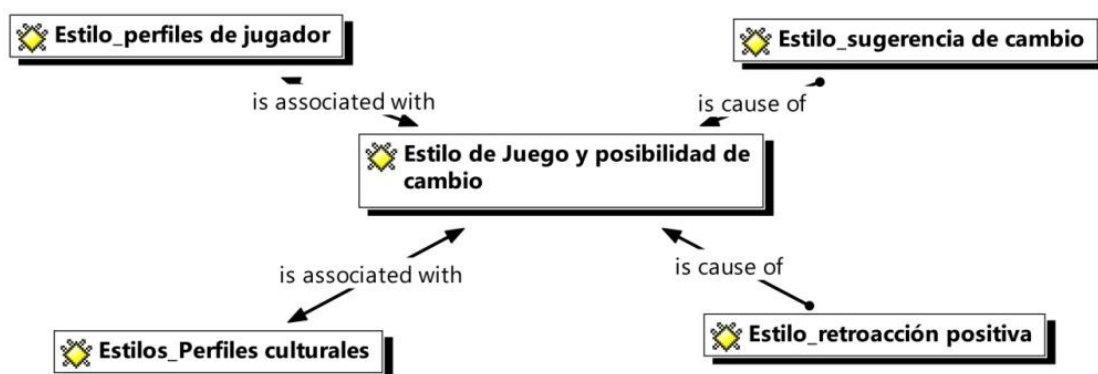 Estilo_perfiles de jugador
Estilo_sugerencia de cambio
is associated with
is cause of
Estilo de Juego y posibilidad de
cambio
is associated with
is cause of
Estilos_Perfiles culturales
Estilo_retroacción positiva